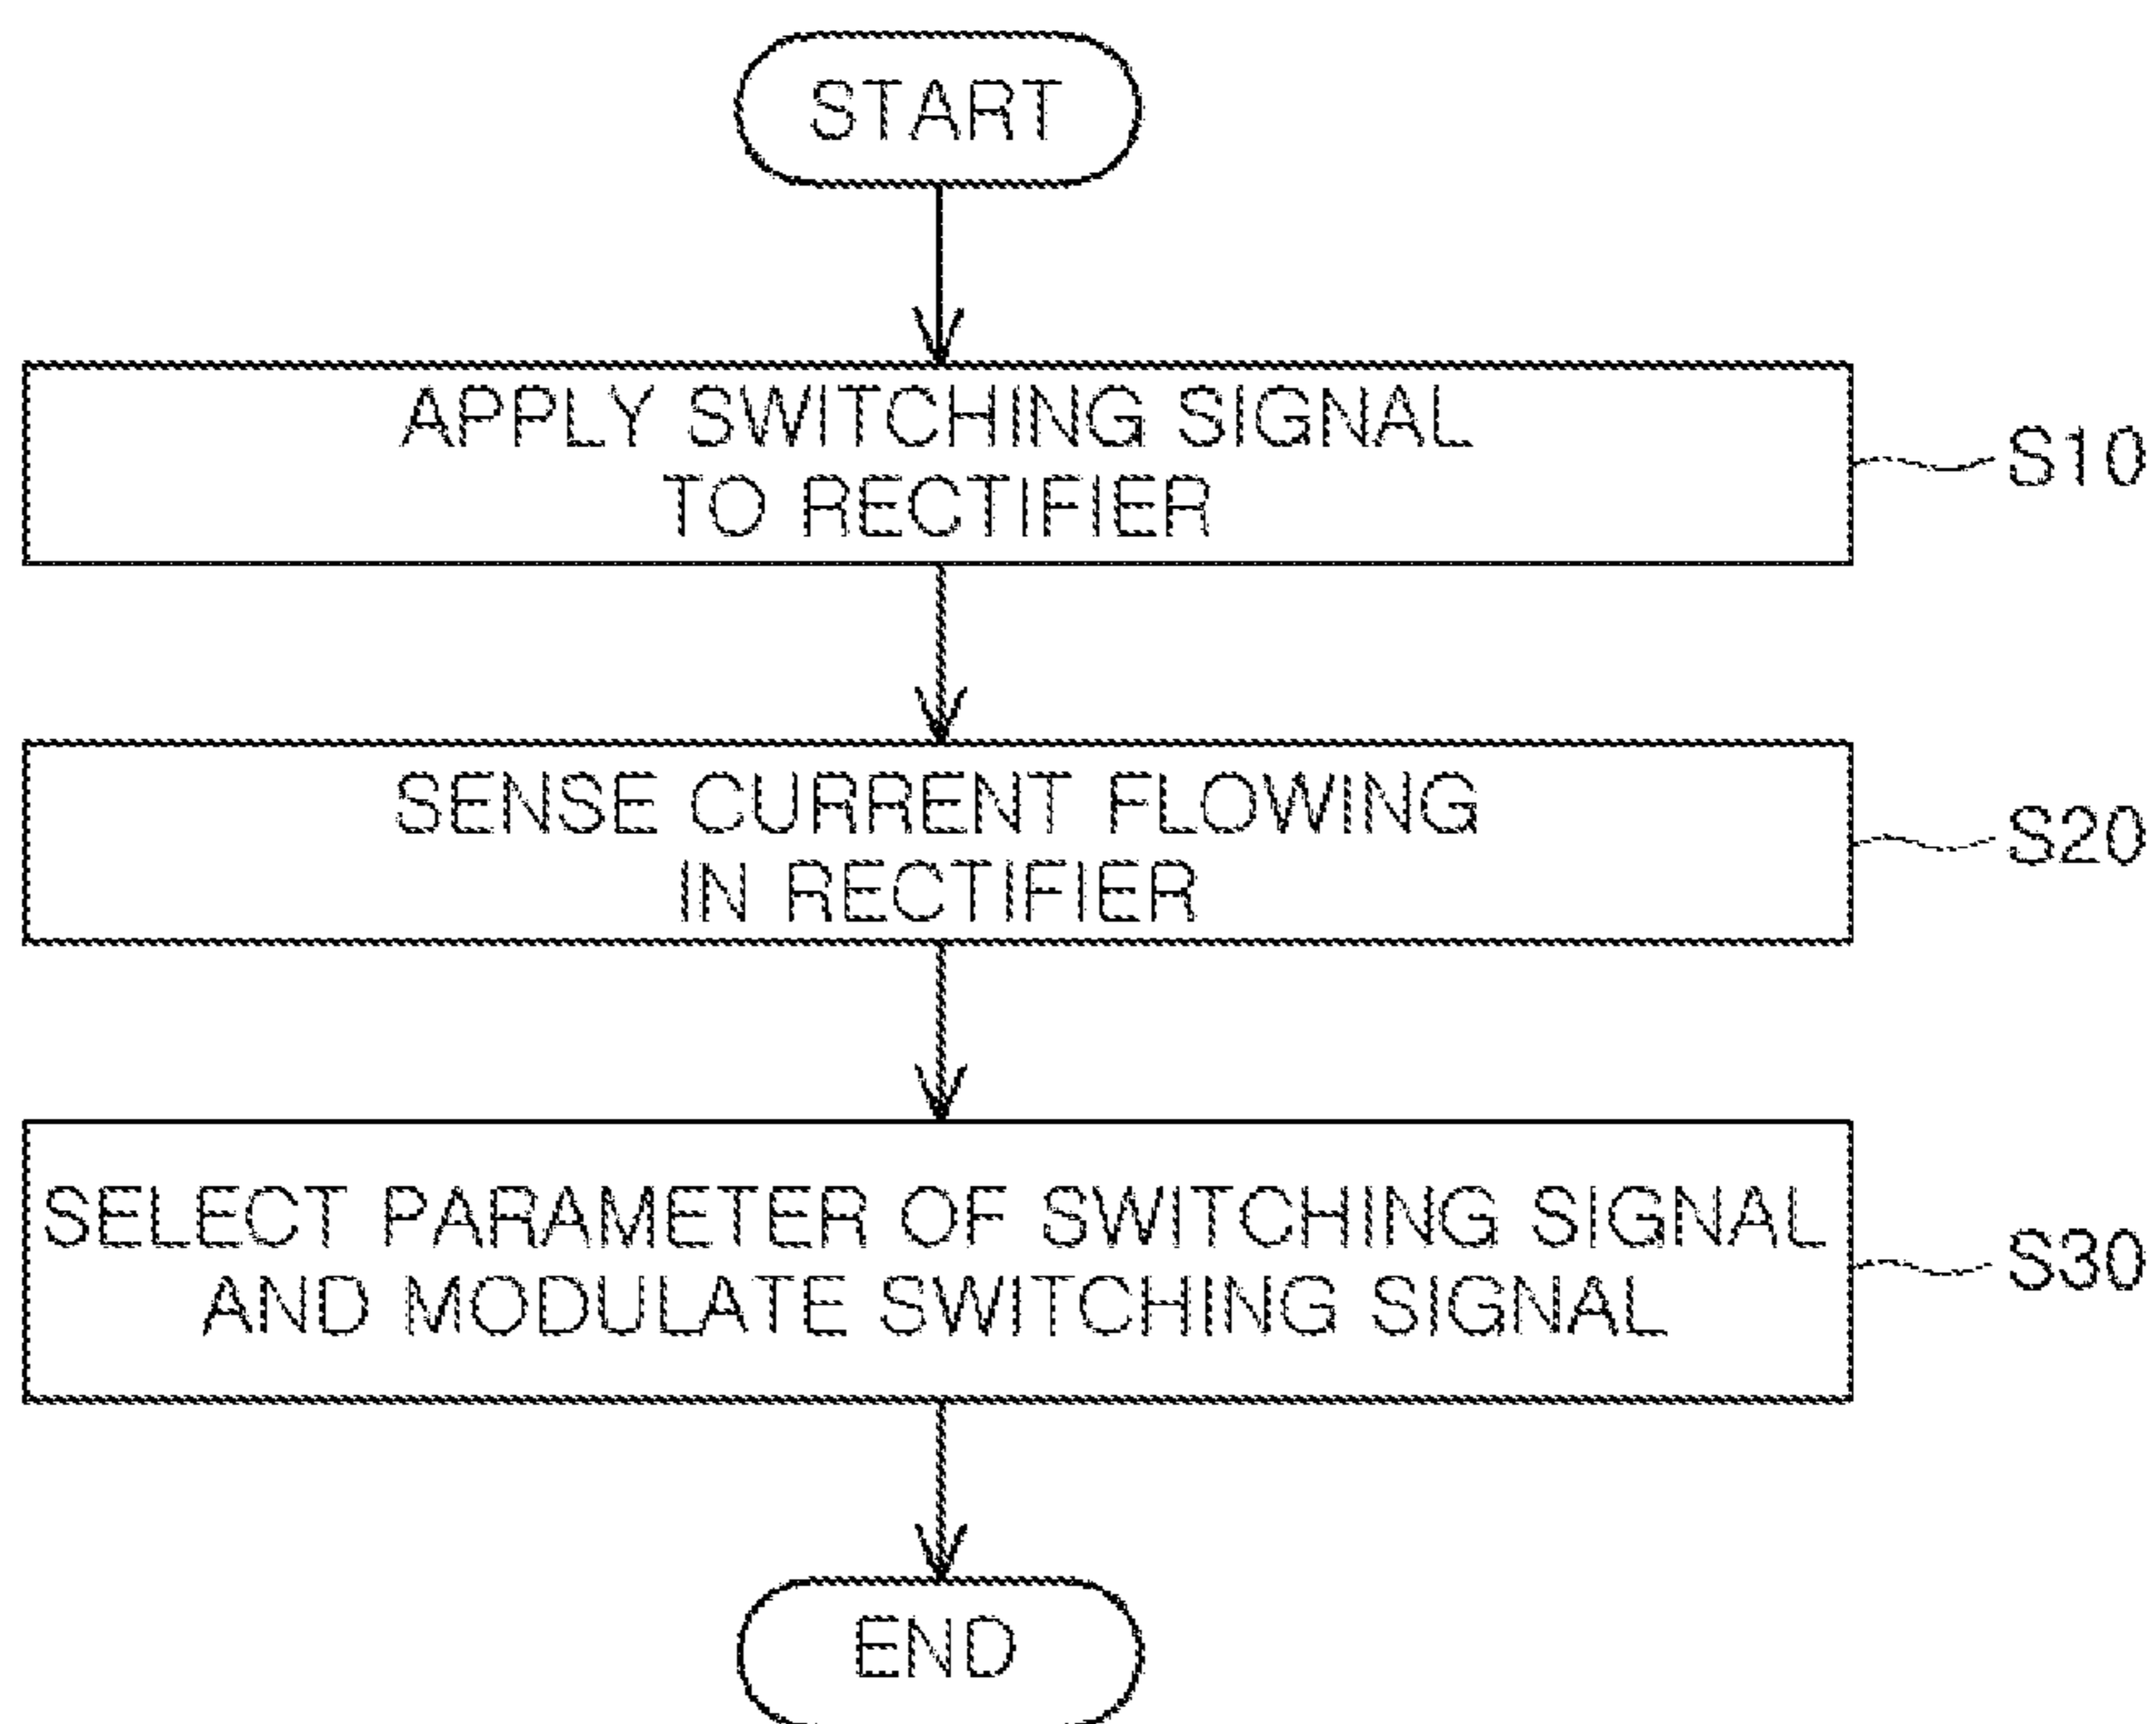 START
APPLY SWITCHING SIGNAL
TO RECTIFIER
S10
SENSE CURRENT FLOWING
IN RECTIFIER
S20
SELECT PARAMETER OF SWITCHING SIGNAL
AND MODULATE SWITCHING SIGNAL
S30
END